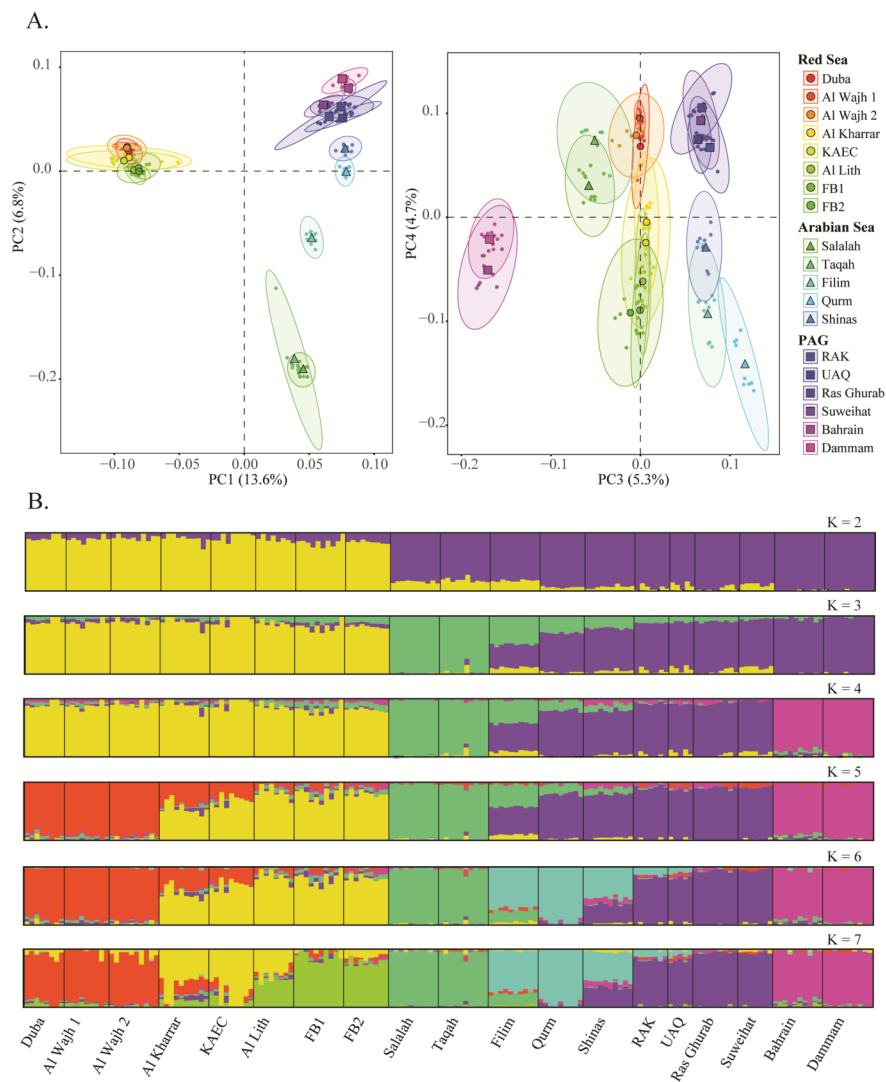 A.
0.1
0.0
−0.1
−0.2
PC2 (6.8%)
−0.10
−0.05
0.00
0.05
0.10
PC1 (13.6%)
0.1
0.0
−0.1
−0.2
PC4 (4.7%)
−0.2
−0.1
0.0
0.1
PC3 (5.3%)
Red Sea
Duba
Al Wajh 1
Al Wajh 2
Al Kharrar
KAEC
Al Lith
FB1
FB2
Arabian Sea
Salalah
Taqah
Filim
Qurm
Shinas
PAG
RAK
UAQ
Ras Ghurab
Suweihat
Bahrain
Dammam
B.
K = 2
K = 3
K = 4
K = 5
K = 6
K = 7
Duba
Al Wajh 1
Al Wajh 2
Al Kharrar
KAEC
Al Lith
FB1
FB2
Salalah
Taqah
Filim
Qurm
Shinas
RAK
UAQ
Ras Ghurab
Suweihat
Bahrain
Dammam